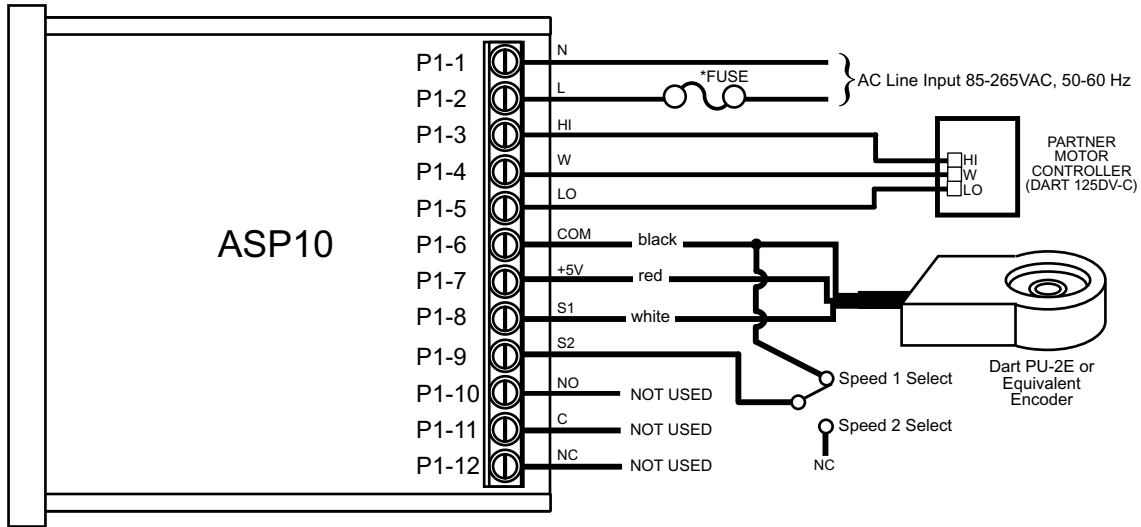 ASP10
P1-1
N
P1-2
L
*FUSE
AC Line Input 85-265VAC, 50-60 Hz
P1-3
HI
P1-4
W
P1-5
LO
HI
W
LO
PARTNER
MOTOR
CONTROLLER
(DART 125DV-C)
P1-6
COM
black
P1-7
+5V
red
P1-8
S1
white
P1-9
S2
Dart PU-2E or
Equivalent
Encoder
Speed 1 Select
P1-10
NO
NOT USED
P1-11
C
NOT USED
Speed 2 Select
P1-12
NC
NOT USED
NC